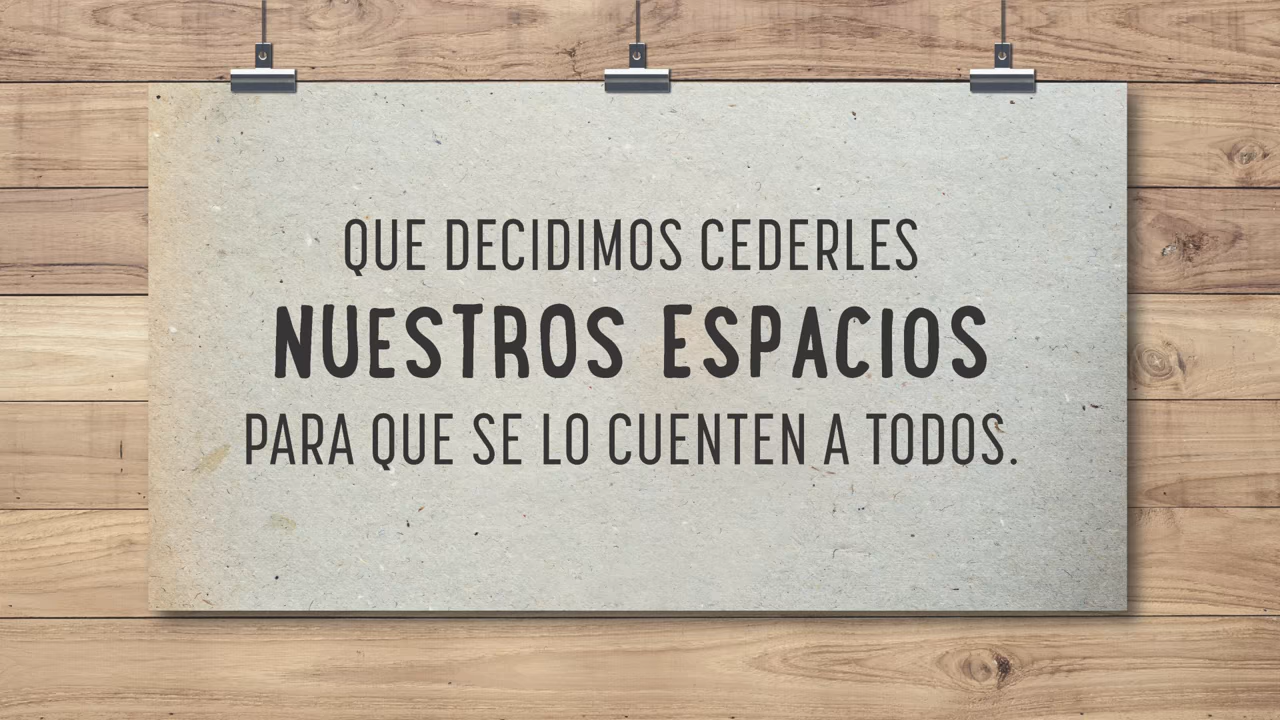 QUE DECIDIMOS CEDERLES
NUESTROS ESPACIOS
PARA QUE SE LO CUENTEN A TODOS.